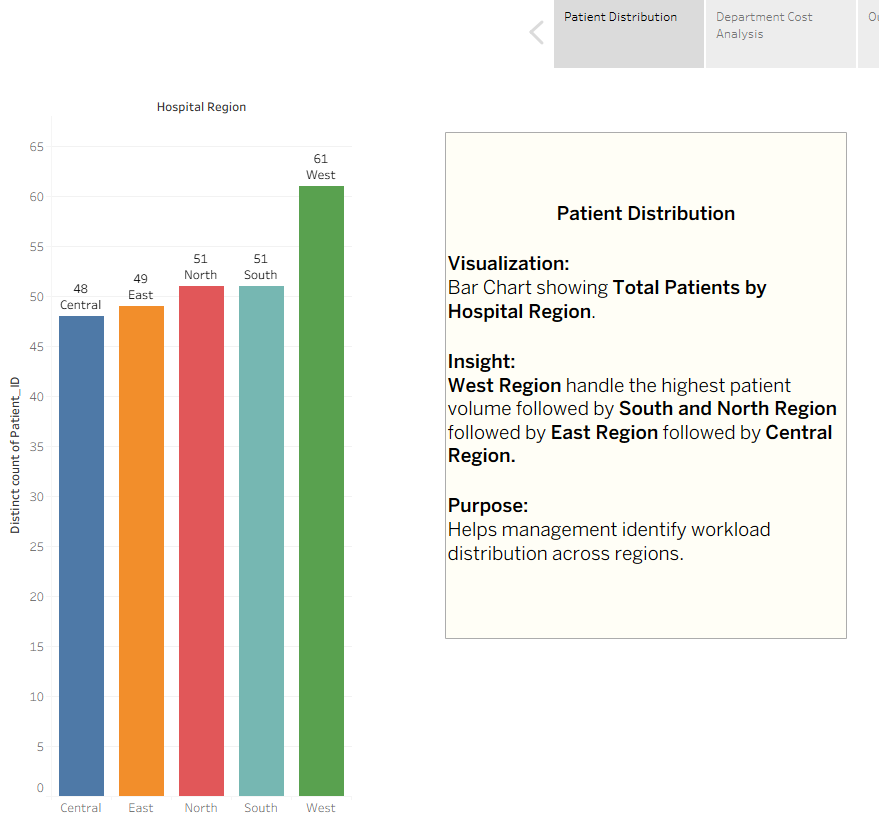 Patient Distribution
Department Cost
Analysis
Hospital Region
65
60
55
50
45
40
35
30
25
20
15
10
5
0
Distinct count of Patient_ID
48
Central
49
East
51
North
51
South
61
West
Central
East
North
South
West
Patient Distribution
Visualization:
Bar Chart showing Total Patients by
Hospital Region.
Insight:
West Region handle the highest patient
volume followed by South and North Region
followed by East Region followed by Central
Region.
Purpose:
Helps management identify workload
distribution across regions.